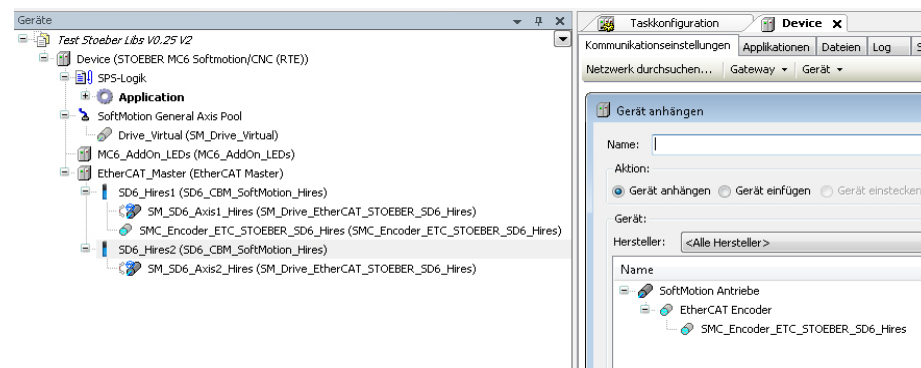 Geräte
Test Stoeber Libs V0.25 V2
Device (STOEBER MC6 Softmotion/CNC (RTE))
SPS-Logik
Application
SoftMotion General Axis Pool
Drive_Virtual (SM_Drive_Virtual)
MC6_AddOn_LEDs (MC6_AddOn_LEDs)
EtherCAT_Master (EtherCAT Master)
SD6_Hires1 (SD6_CBM_SoftMotion_Hires)
SM_SD6_Axis1_Hires (SM_Drive_EtherCAT_STOEBER_SD6_Hires)
SMC_Encoder_ETC_STOEBER_SD6_Hires (SMC_Encoder_ETC_STOEBER_SD6_Hires)
SD6_Hires2 (SD6_CBM_SoftMotion_Hires)
SM_SD6_Axis2_Hires (SM_Drive_EtherCAT_STOEBER_SD6_Hires)
Taskkonfiguration Device
Kommunikationseinstellungen Applikationen Dateien Log S
Netzwerk durchsuchen... Gateway Gerät
Gerät anhängen
Name:
Aktion:
Gerät anhängen Gerät einfügen Gerät einstecken
Gerät:
Hersteller: <Alle Hersteller>
Name
SoftMotion Antriebe
EtherCAT Encoder
SMC_Encoder_ETC_STOEBER_SD6_Hires